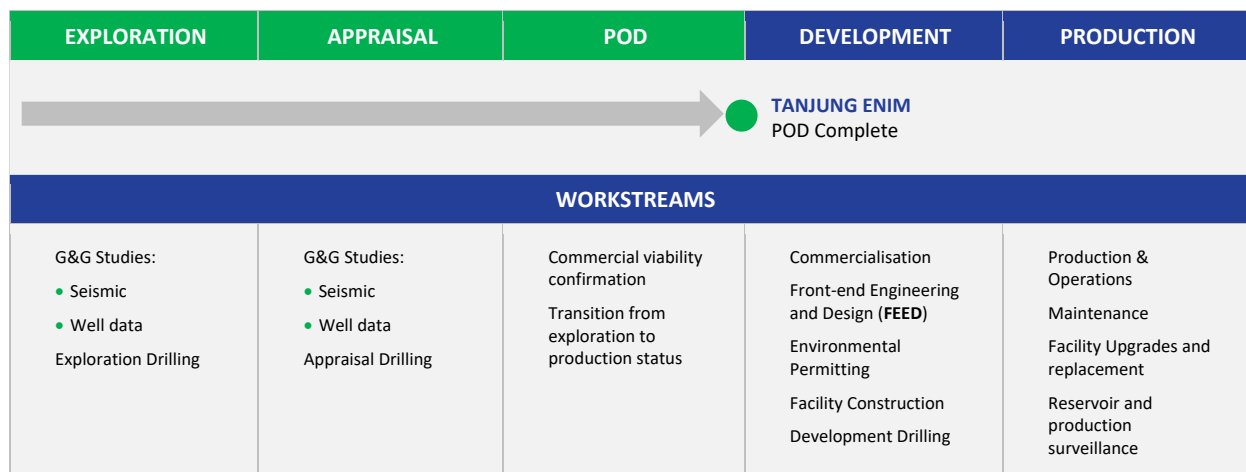 EXPLORATION
APPRAISAL
POD
DEVELOPMENT
PRODUCTION
TANJUNG ENIM
POD Complete
WORKSTREAMS
G&G Studies:
• Seismic
• Well data
Exploration Drilling
G&G Studies:
• Seismic
• Well data
Appraisal Drilling
Commercial viability
confirmation
Transition from
exploration to
production status
Commercialisation
Front-end Engineering
and Design (FEED)
Environmental
Permitting
Facility Construction
Development Drilling
Production &
Operations
Maintenance
Facility Upgrades and
replacement
Reservoir and
production
surveillance